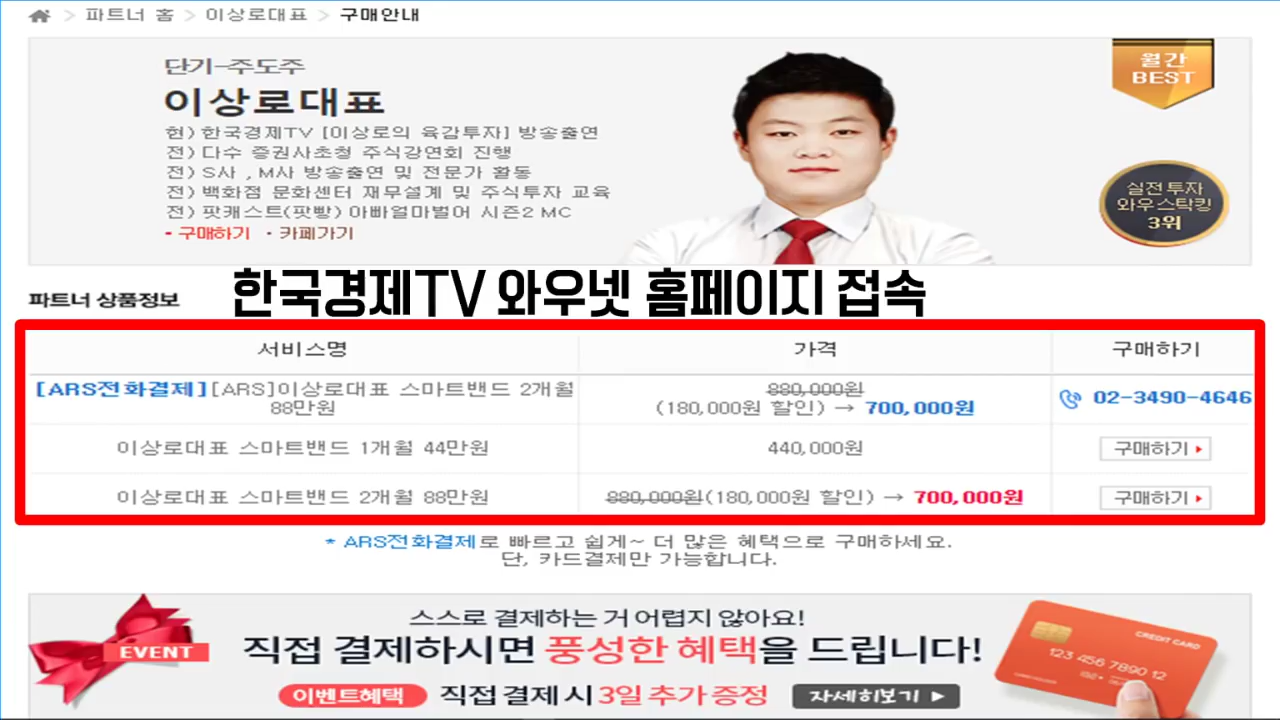 파트너 홈 > 이상로대표 > 구매안내
단기-주도주
이상로대표
현) 한국경제TV [이상로의 육감투자] 방송출연
전) 다수 증권사초청 주식강연회 진행
전) S사 , M사 방송출연 및 전문가 활동
전) 백화점 문화센터 재무설계 및 주식투자 교육
전) 팟캐스트(팟빵) 아빠얼마벌어 시즌2 MC
- 구매하기 · 카페가기
월간
BEST
실전투자
와우스탁킹
3위
파트너 상품정보
한국경제TV 와우넷 홈페이지 접속
서비스명 가격 구매하기
[ARS전화결제][ARS]이상로대표 스마트밴드 2개월
88만원
880,000원
(180,000원 할인) → 700,000원
02-3490-4646
이상로대표 스마트밴드 1개월 44만원 440,000원 구매하기
이상로대표 스마트밴드 2개월 88만원 880,000원(180,000원 할인) → 700,000원 구매하기
* ARS전화결제로 빠르고 쉽게~ 더 많은 혜택으로 구매하세요.
단, 카드결제만 가능합니다.
EVENT
스스로 결제하는 거 어렵지 않아요!
직접 결제하시면 풍성한 혜택을 드립니다!
이벤트혜택 직접 결제 시 3일 추가 증정 자세히보기 ▶
CREDIT CARD
123 456 7890 12